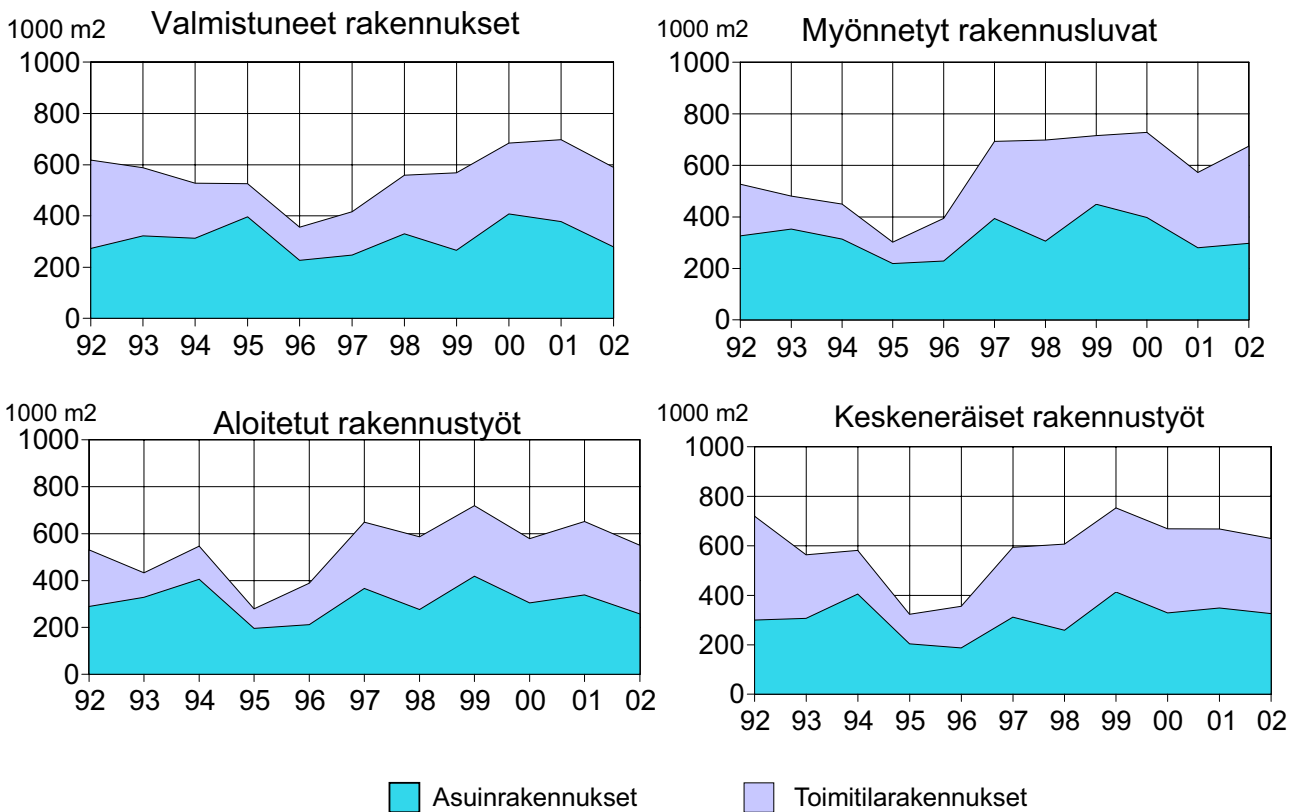 1000 m2
Valmistuneet rakennukset
1000
800
600
400
200
0
92 93 94 95 96 97 98 99 00 01 02
1000 m2
Myönnetyt rakennusluvat
1000
800
600
400
200
0
92 93 94 95 96 97 98 99 00 01 02
1000 m2
Aloitetut rakennustyöt
1000
800
600
400
200
0
92 93 94 95 96 97 98 99 00 01 02
1000 m2
Keskeneräiset rakennustyöt
1000
800
600
400
200
0
92 93 94 95 96 97 98 99 00 01 02
Asuinrakennukset
Toimitilarakennukset